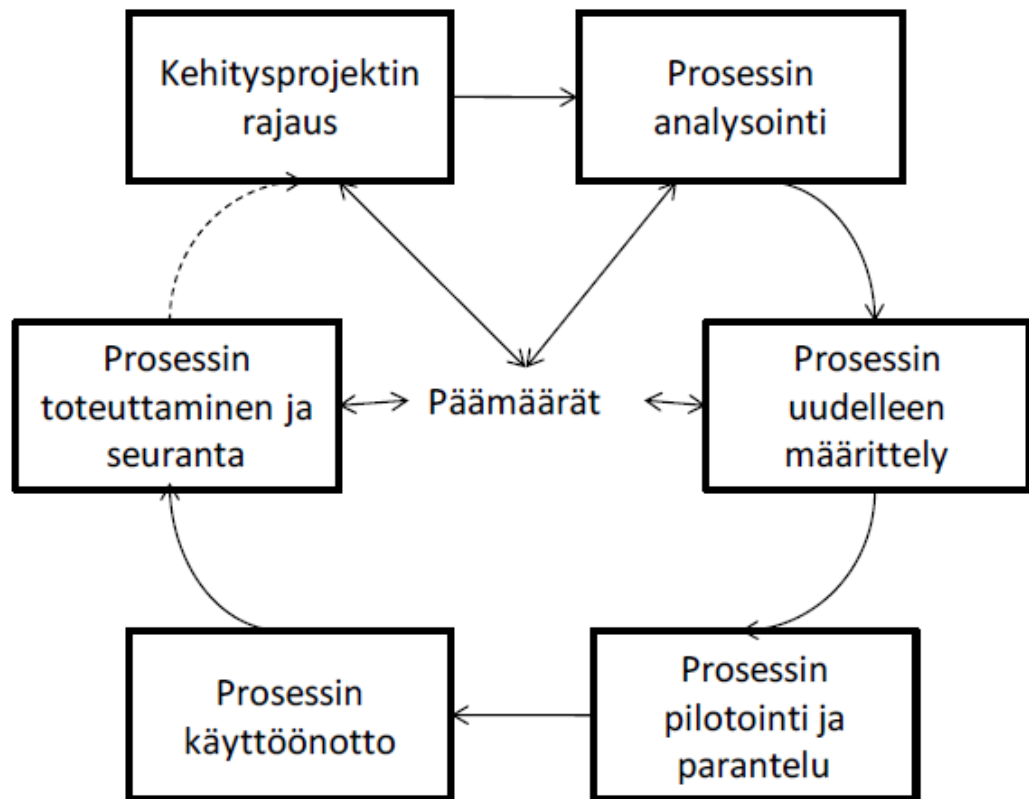 Kehitysprojektin
rajaus
Prosessin
analysointi
Prosessin
toteuttaminen ja
seuranta
Päämäärät
Prosessin
uudelleen
määrittely
Prosessin
käyttöönotto
Prosessin
pilotointi ja
parantelu